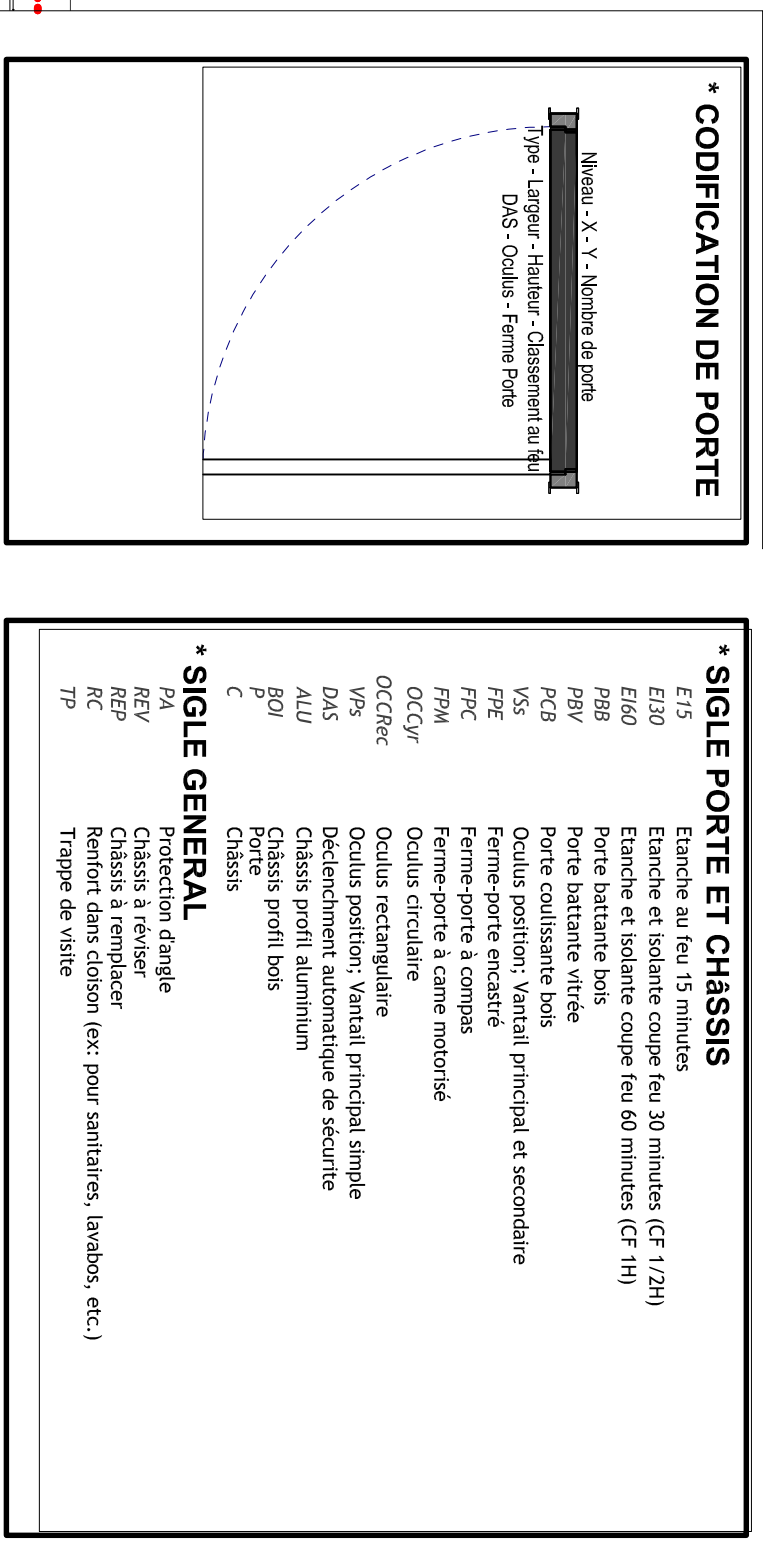 * CODIFICATION DE PORTE
Niveau - X - Y - Nombre de porte
Type - Largeur - Hauteur - Classement au feu
DAS - Oculus - Ferme Porte
* SIGLE PORTE ET CHâSSIS
E15 Etanche au feu 15 minutes
EI30 Etanche et isolante coupe feu 30 minutes (CF 1/2H)
EI60 Etanche et isolante coupe feu 60 minutes (CF 1H)
PBB Porte battante bois
PBV Porte battante vitrée
PCB Porte coulissante bois
VSs Oculus position; Vantail principal et secondaire
FPE Ferme-porte encastré
FPC Ferme-porte à compas
FPM Ferme-porte à came motorisé
OCCyr Oculus circulaire
OCCRec Oculus rectangulaire
VPs Oculus position; Vantail principal simple
DAS Déclenchment automatique de sécurite
ALU Châssis profil aluminium
BOI Châssis profil bois
P Porte
C Châssis
* SIGLE GENERAL
PA Protection d'angle
REV Châssis à réviser
REP Châssis à remplacer
RC Renfort dans cloison (ex: pour sanitaires, lavabos, etc.)
TP Trappe de visite